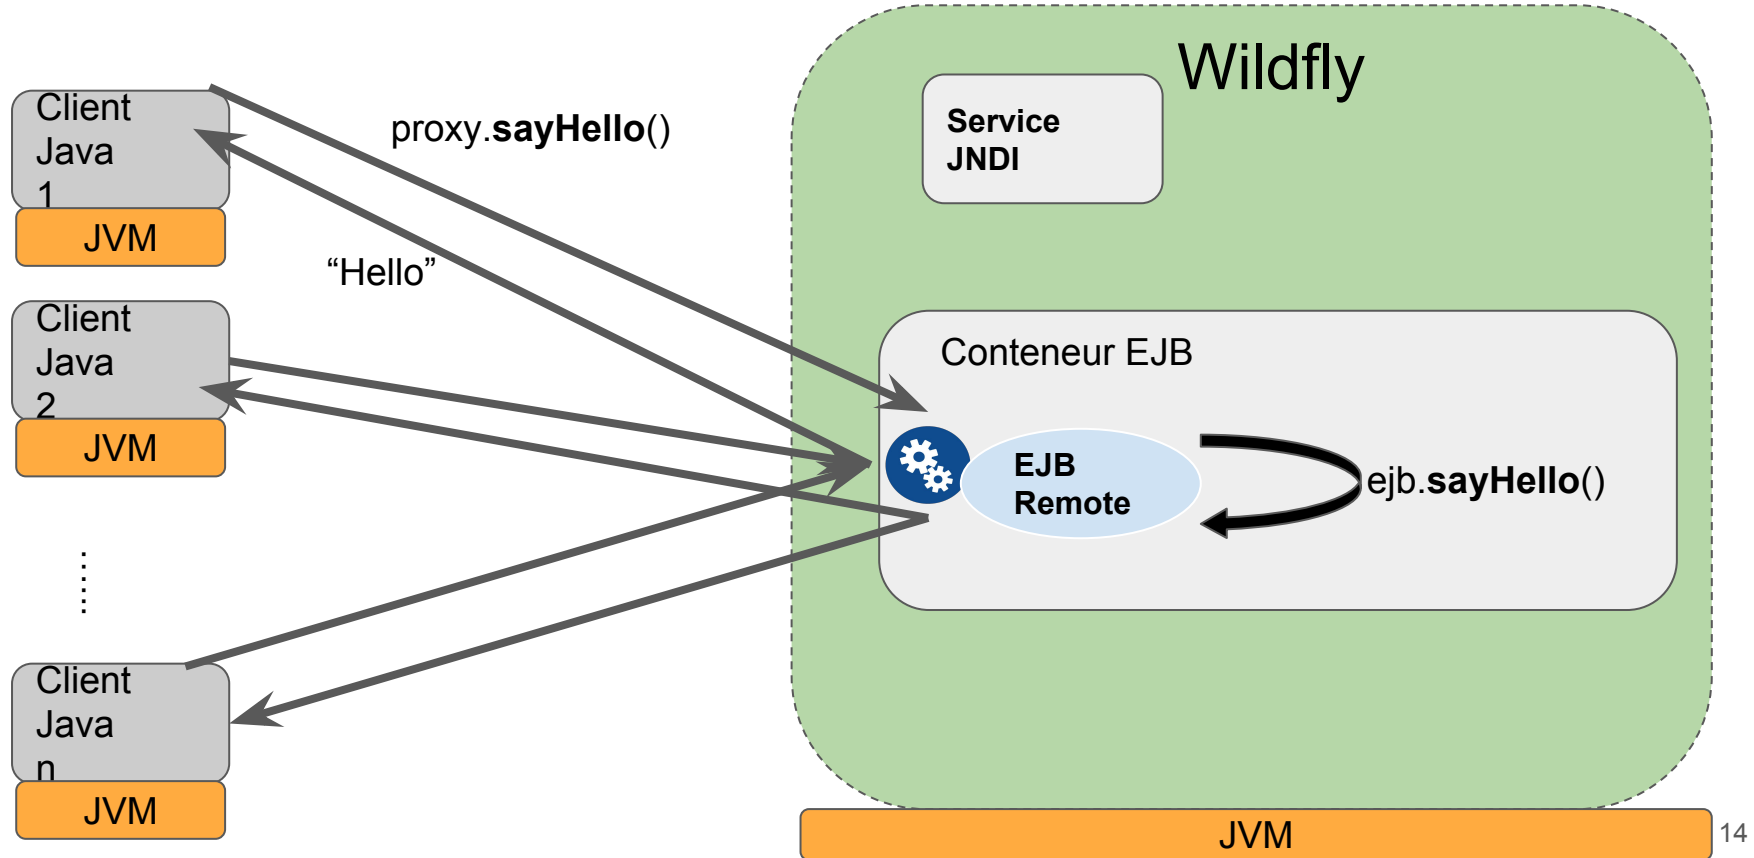 Wildfly
Client
Java
1
JVM
proxy.sayHello()
“Hello”
Service
JNDI
Client
Java
2
JVM
Conteneur EJB
EJB
Remote
ejb.sayHello()
......
Client
Java
n
JVM
JVM
14